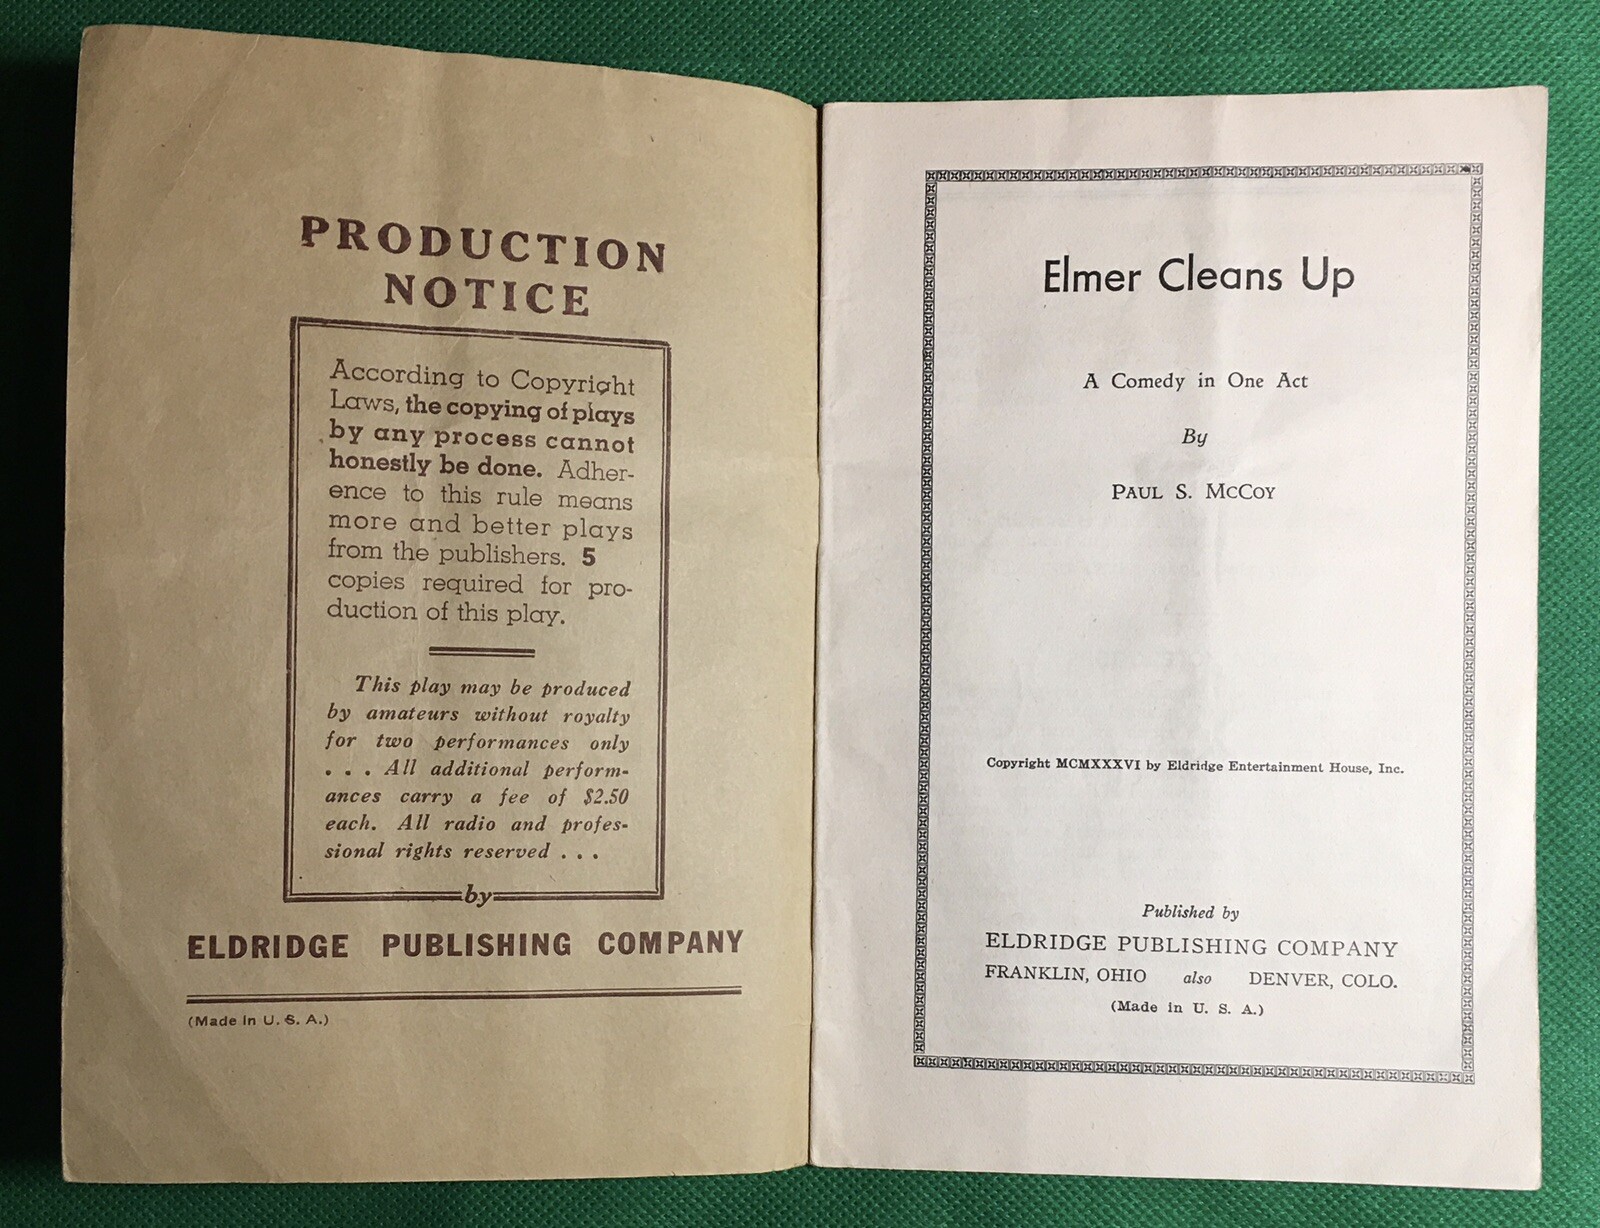 PRODUCTION
NOTICE
According to Copyright
Laws, the copying of plays
by any process cannot
honestly be done. Adher-
ence to this rule means
more and better plays
from the publishers. 5
copies required for pro-
duction of this play.
This play may be produced
by amateurs without royalty
for two performances only
. . . All additional perform-
ances carry a fee of $2.50
each. All radio and profes-
sional rights reserved . . .
by
ELDRIDGE PUBLISHING COMPANY
(Made in U. S. A.)
Elmer Cleans Up
A Comedy in One Act
By
PAUL S. McCOY
Copyright MCMXXXVI by Eldridge Entertainment House, Inc.
Published by
ELDRIDGE PUBLISHING COMPANY
FRANKLIN, OHIO also DENVER, COLO.
(Made in U. S. A.)